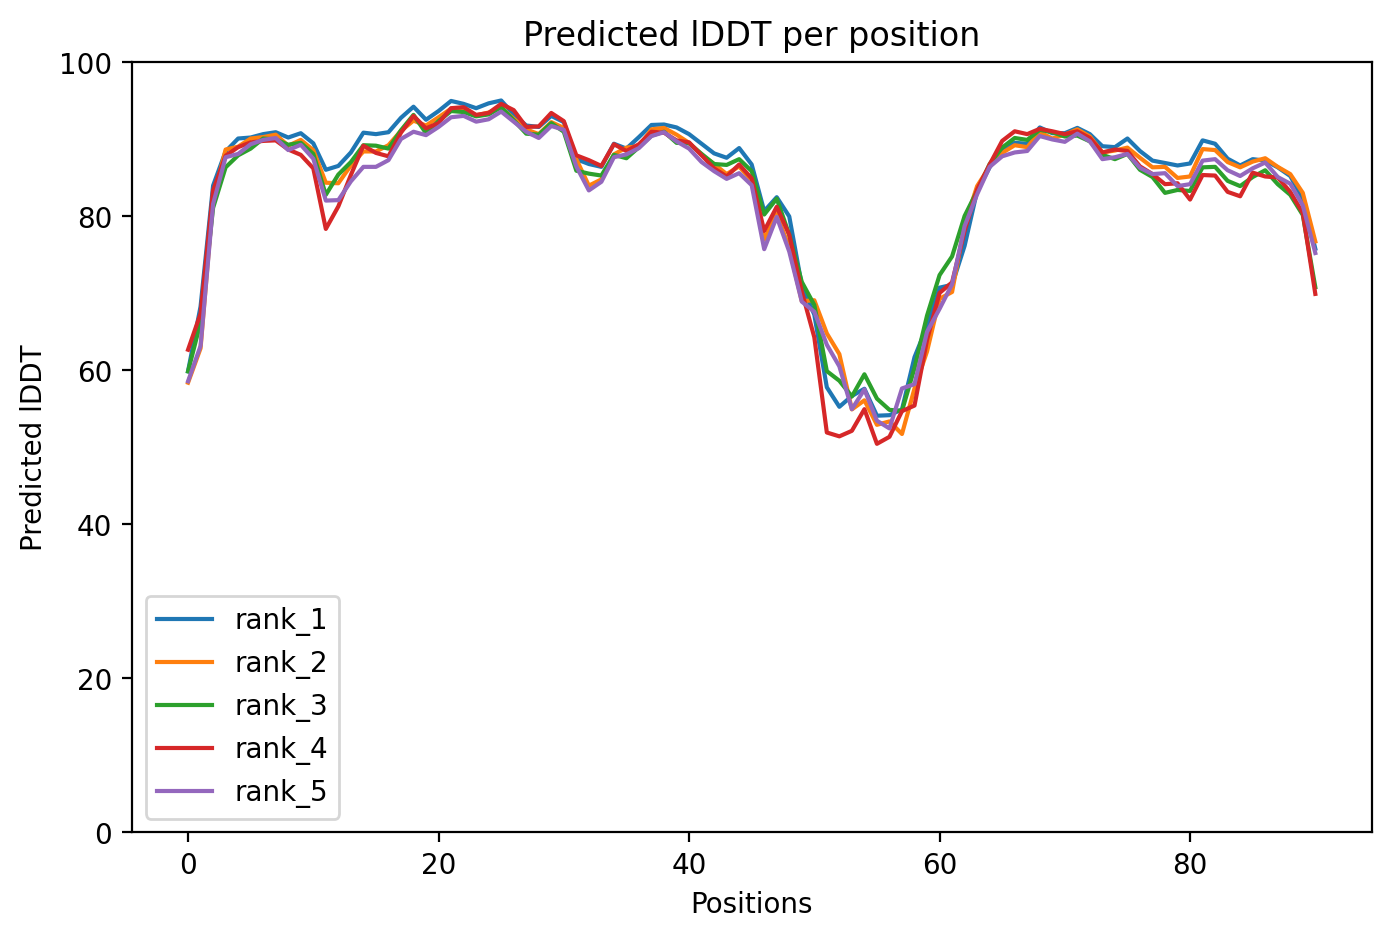 Predicted lDDT per position
100
80
60
40
20
0
Predicted lDDT
rank_1
rank_2
rank_3
rank_4
rank_5
0 20 40 60 80
Positions